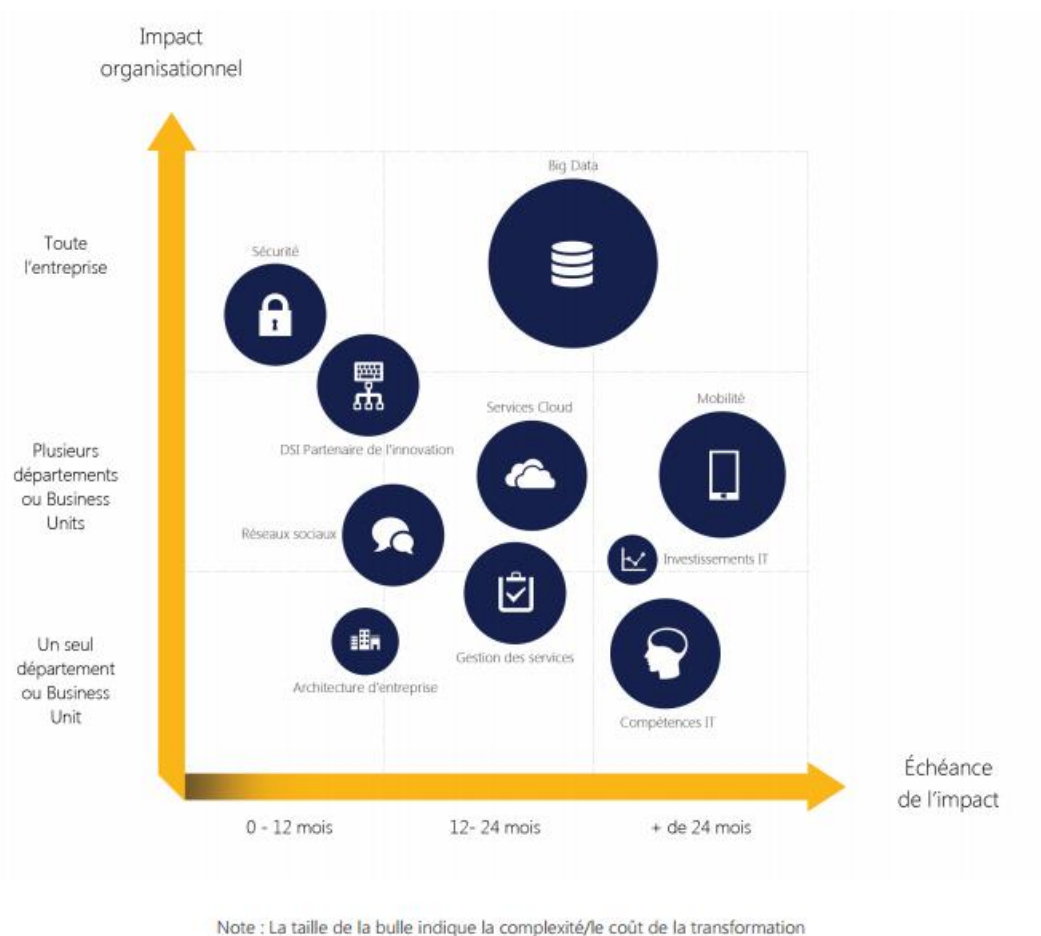 Impact
organisationnel
Big Data
Toute
l'entreprise
Sécurité
Services Cloud
Mobilité
DSI Partenaire de l'innovation
Plusieurs
départements
ou Business
Units
Réseaux sociaux
Investissements IT
Un seul
département
ou Business
Unit
Gestion des services
Architecture d'entreprise
Compétences IT
Échéance
de l'impact
0 - 12 mois
12- 24 mois
+ de 24 mois
Note : La taille de la bulle indique la complexité/le coût de la transformation